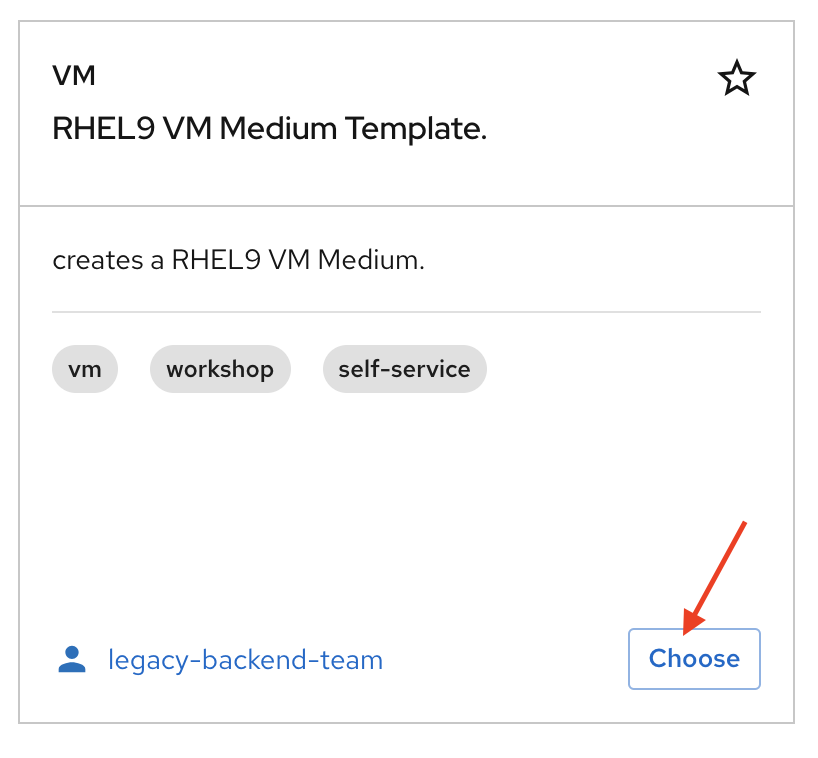 VM
RHEL9 VM Medium Template.
creates a RHEL9 VM Medium.
vm workshop self-service
legacy-backend-team Choose